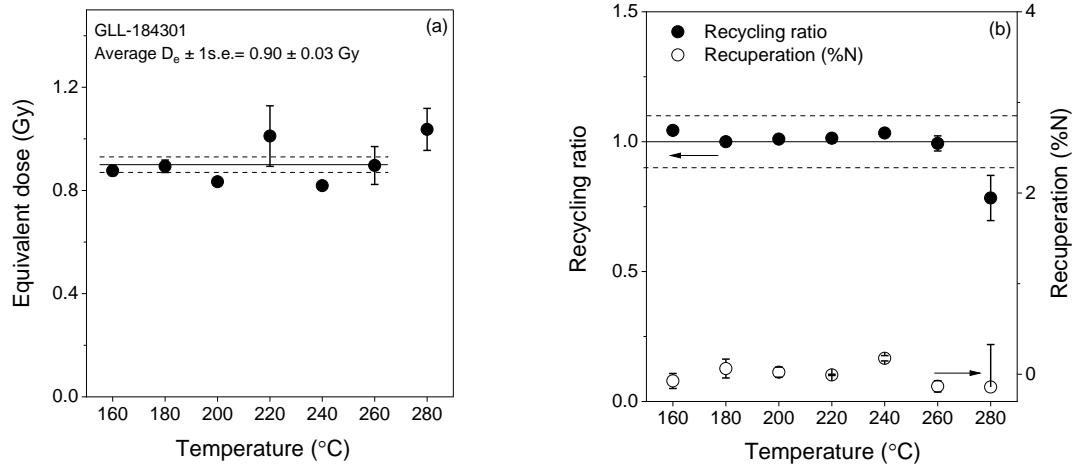 (a)
GLL-184301
Average De ± 1s.e.= 0.90 ± 0.03 Gy
Equivalent dose (Gy)
1.2
0.8
0.4
0.0
160 180 200 220 240 260 280
Temperature (°C)
(b)
Recycling ratio
Recuperation (%N)
Recycling ratio
1.5
1.0
0.5
0.0
4
2
0
Recuperation (%N)
160 180 200 220 240 260 280
Temperature (°C)